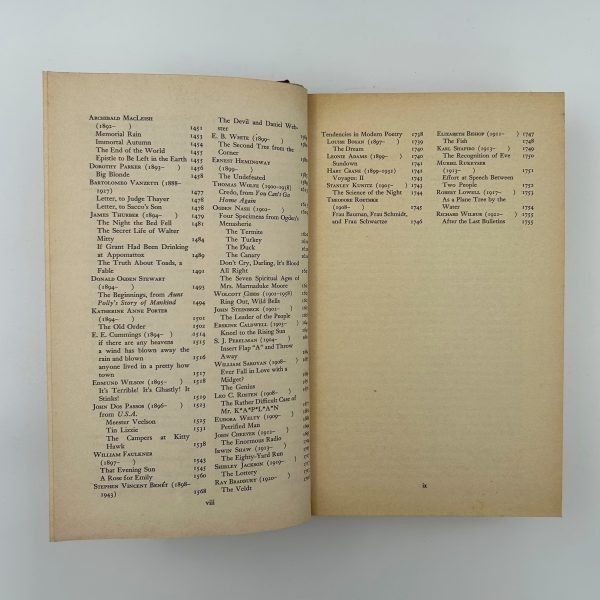 ARCHIBALD MACLEISH
(1892– )
Memorial Rain 1451
Immortal Autumn 1453
The End of the World 1455
Epistle to Be Left in the Earth 1455
DOROTHY PARKER (1893– )
Big Blonde 1458
BARTOLOMEO VANZETTI (1888–
1927) 1477
Letter, to Judge Thayer 1477
Letter, to Sacco's Son 1478
JAMES THURBER (1894– )
The Night the Bed Fell 1481
The Secret Life of Walter
Mitty 1484
If Grant Had Been Drinking
at Appomattox 1489
The Truth About Toads, a
Fable 1491
DONALD OGDEN STEWART
(1894– ) 1493
The Beginnings, from Aunt
Polly's Story of Mankind 1494
KATHERINE ANNE PORTER
(1894– ) 1501
The Old Order 1502
E. E. CUMMINGS (1894– )
if there are any heavens
a wind has blown away the
rain and blown 1516
anyone lived in a pretty how
town 1517
EDMUND WILSON (1895– ) 1518
It's Terrible! It's Ghastly! It
Stinks! 1519
JOHN DOS PASSOS (1896– ) 1523
from U.S.A.
Meester Veelson 1525
Tin Lizzie 1531
The Campers at Kitty
Hawk 1538
WILLIAM FAULKNER
(1897– ) 1543
That Evening Sun 1545
A Rose for Emily 1560
STEPHEN VINCENT BENÉT (1898–
1943) 1568
viii
The Devil and Daniel Web-
ster
E. B. WHITE (1899– )
The Second Tree from the
Corner
ERNEST HEMINGWAY
(1899–
The Undefeated
THOMAS WOLFE (1900–1938)
Credo, from You Can't Go
Home Again
OGDEN NASH (1902– )
Four Specimens from Ogden's
Menagerie
The Termite
The Turkey
The Duck
The Canary
Don't Cry, Darling, It's Blood
All Right
The Seven Spiritual Ages of
Mrs. Marmaduke Moore
WOLCOTT GIBBS (1902–1958)
Ring Out, Wild Bells
JOHN STEINBECK (1902– )
The Leader of the People
ERSKINE CALDWELL (1903–
Kneel to the Rising Sun
S. J. PERELMAN (1904–
Insert Flap "A" and Throw
Away
WILLIAM SAROYAN (1908–
Ever Fall in Love with a
Midget?
The Genius
LEO C. ROSTEN (1908– )
The Rather Difficult Case of
Mr. K*A*P*L*A*N
EUDORA WELTY (1909–
Petrified Man
JOHN CHEEVER (1912–
The Enormous Radio
IRWIN SHAW (1913–
The Eighty-Yard Run
SHIRLEY JACKSON (1919–
The Lottery
RAY BRADBURY (1920–
The Veldt
Tendencies in Modern Poetry 1738
LOUISE BOGAN (1897– ) 1739
The Dream 1740
LEONIE ADAMS (1899– ) 1740
Sundown 1741
HART CRANE (1899–1932) 1741
Voyages: II 1742
STANLEY KUNITZ (1905– ) 1744
The Science of the Night 1744
THEODORE ROETHKE
(1908– ) 1745
Frau Bauman, Frau Schmidt,
and Frau Schwartze 1746
ELIZABETH BISHOP (1911– ) 1747
The Fish 1748
KARL SHAPIRO (1913– ) 1749
The Recognition of Eve 1750
MURIEL RUKEYSER
(1913– ) 1751
Effort at Speech Between
Two People 1752
ROBERT LOWELL (1917– ) 1753
As a Plane Tree by the
Water 1754
RICHARD WILBUR (1921– ) 1755
After the Last Bulletins 1755
ix